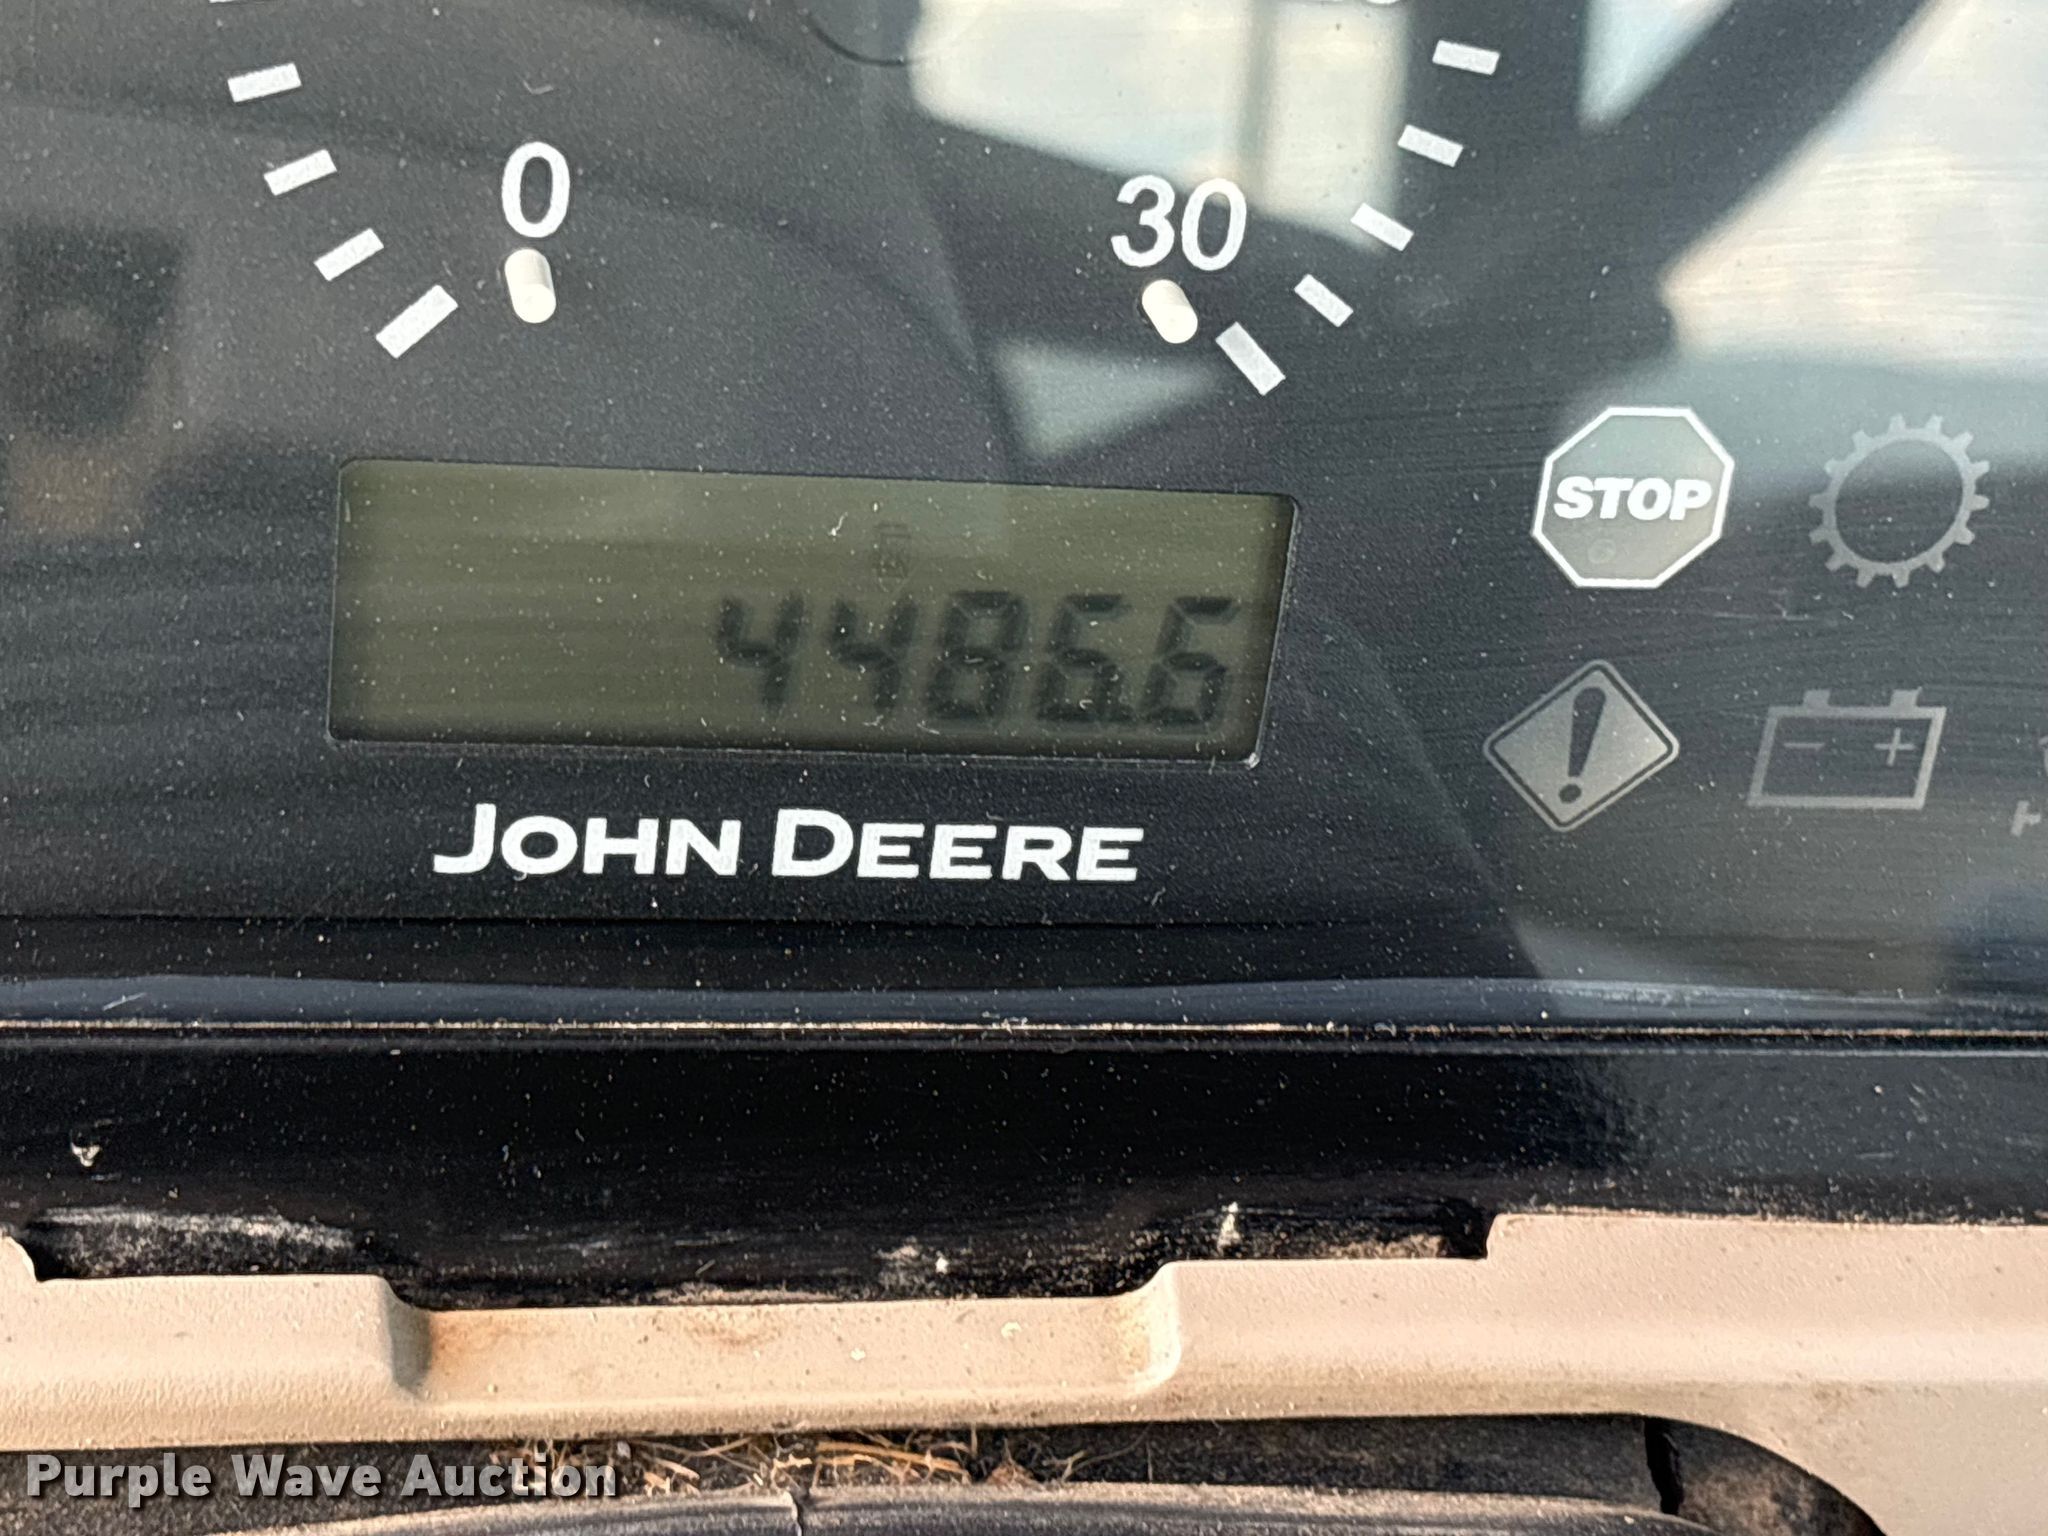 0
30
STOP
4486.6
JOHN DEERE
Purple Wave Auction